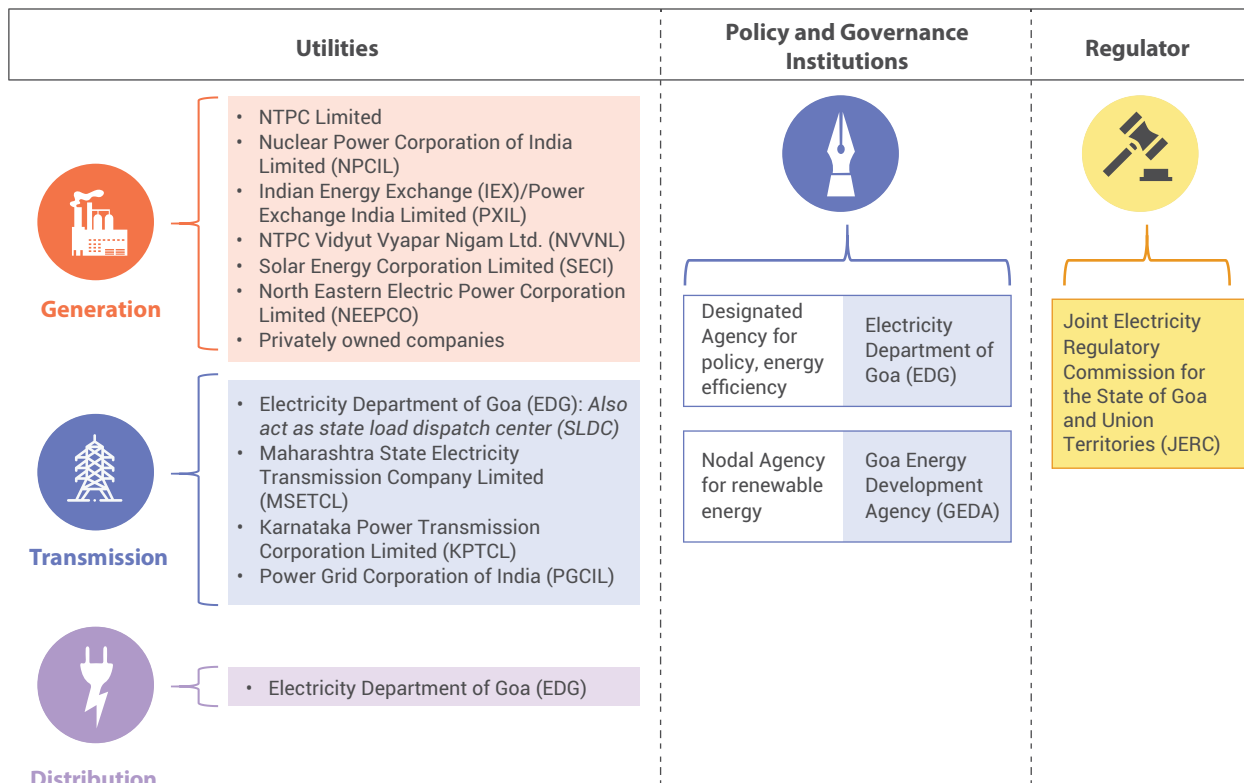 Utilities
Policy and Governance
Institutions
Regulator
Generation
• NTPC Limited
• Nuclear Power Corporation of India
Limited (NPCIL)
• Indian Energy Exchange (IEX)/Power
Exchange India Limited (PXIL)
• NTPC Vidyut Vyapar Nigam Ltd. (NVVNL)
• Solar Energy Corporation Limited (SECI)
• North Eastern Electric Power Corporation
Limited (NEEPCO)
• Privately owned companies
Transmission
• Electricity Department of Goa (EDG): Also
act as state load dispatch center (SLDC)
• Maharashtra State Electricity
Transmission Company Limited
(MSETCL)
• Karnataka Power Transmission
Corporation Limited (KPTCL)
• Power Grid Corporation of India (PGCIL)
Distribution
• Electricity Department of Goa (EDG)
Designated
Agency for
policy, energy
efficiency
Electricity
Department of
Goa (EDG)
Nodal Agency
for renewable
energy
Goa Energy
Development
Agency (GEDA)
Joint Electricity
Regulatory
Commission for
the State of Goa
and Union
Territories (JERC)